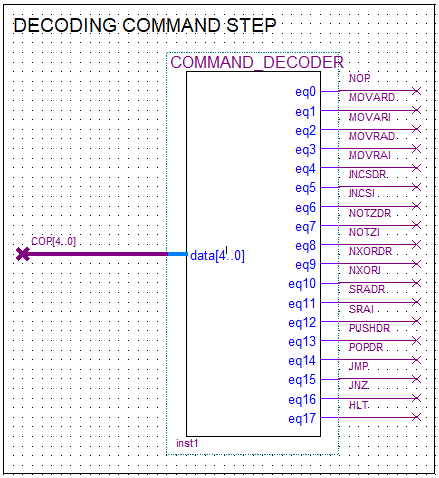 DECODING COMMAND STEP
COMMAND_DECODER
eq0 NOP
eq1 MOVARD
eq2 MOVARI
eq3 MOVRAD
eq4 MOVRAI
eq5 INCSDR
eq6 INCSI
eq7 NOTZDR
eq8 NOTZI
eq9 NXORDR
eq10 NXORI
eq11 SRADR
eq12 SRAI
eq13 PUSHDR
eq14 POPDR
eq15 JMP
eq16 JNZ
eq17 HLT
COP[4..0]
data[4..0]
inst1